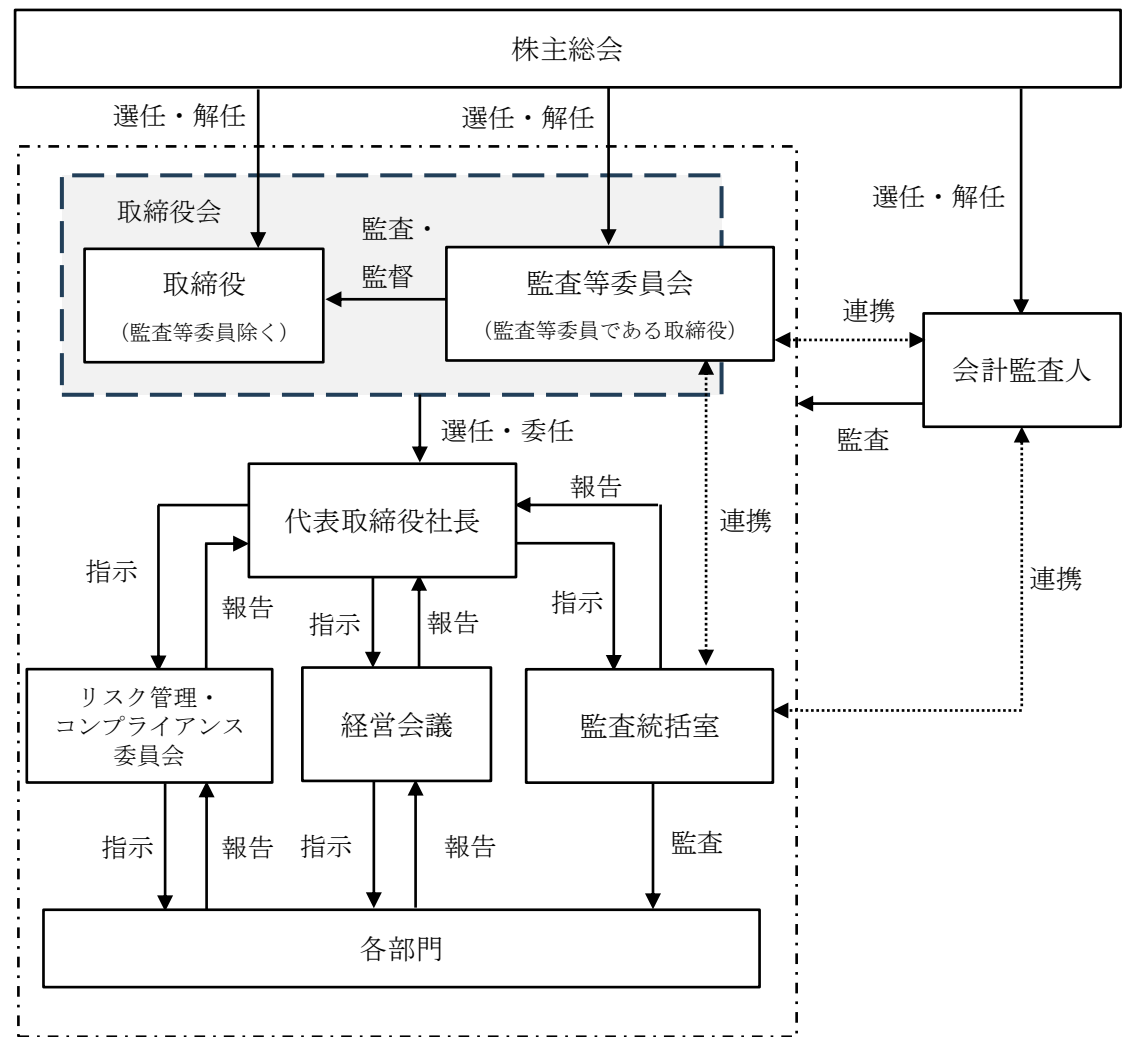 株主総会
選任・解任
選任・解任
選任・解任
取締役会
監査・
監督
取締役
（監査等委員除く）
監査等委員会
（監査等委員である取締役）
連携
会計監査人
監査
選任・委任
代表取締役社長
報告
連携
指示
報告
指示
報告
指示
連携
リスク管理・
コンプライアンス
委員会
経営会議
監査統括室
指示
報告
指示
報告
監査
各部門